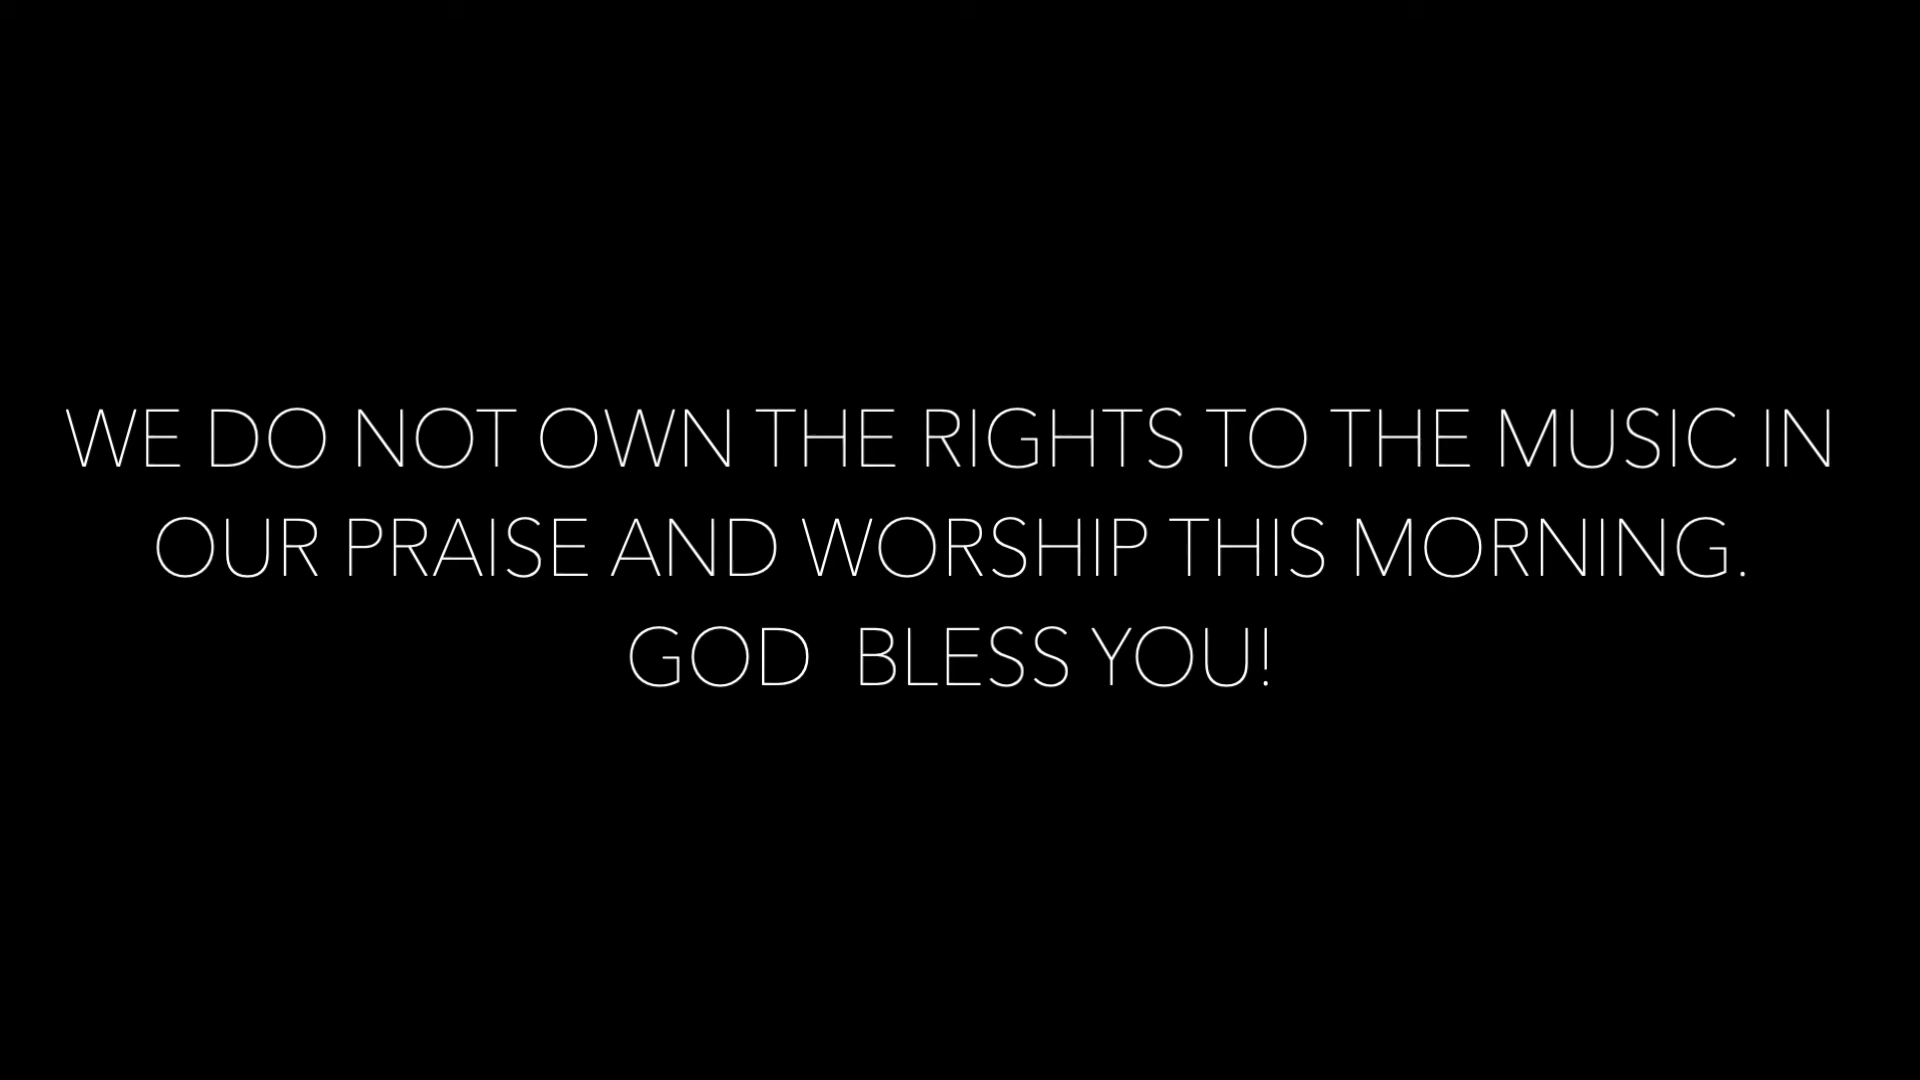 WE DO NOT OWN THE RIGHTS TO THE MUSIC IN
OUR PRAISE AND WORSHIP THIS MORNING.
GOD  BLESS YOU!